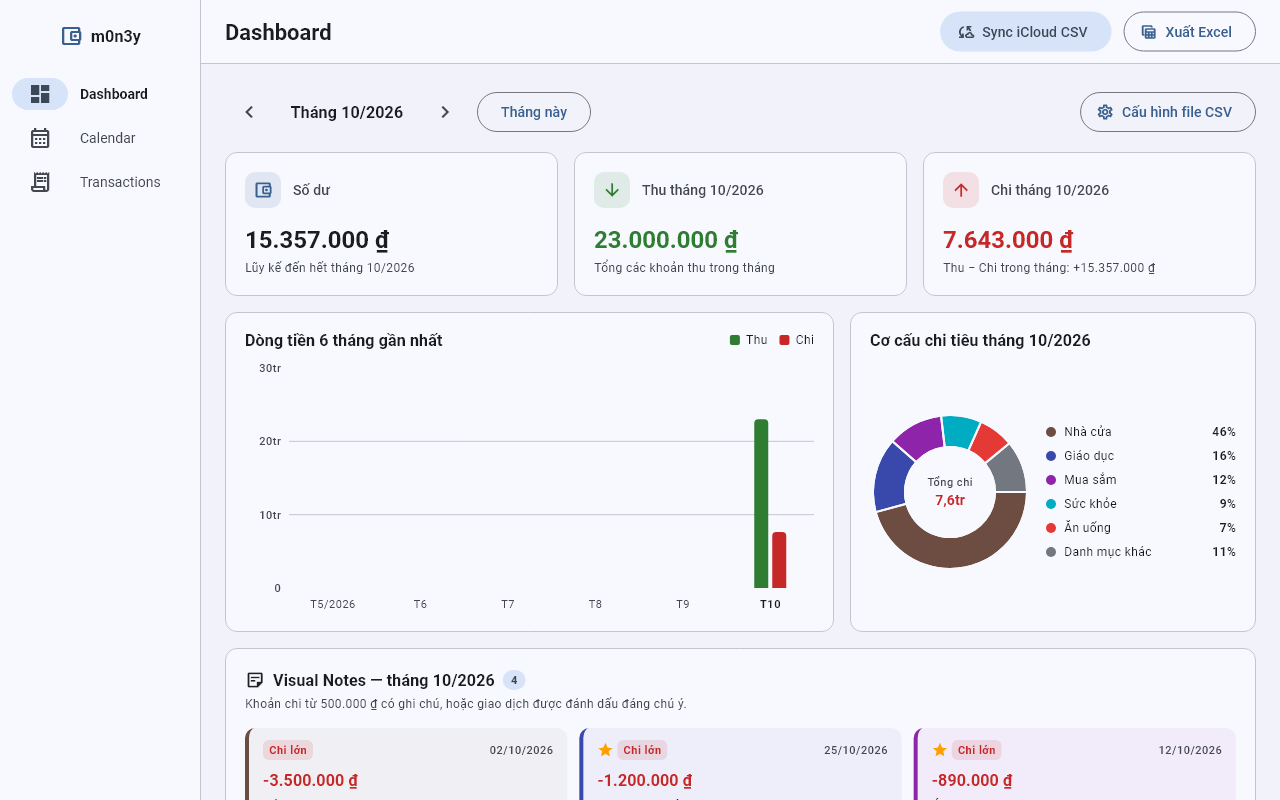 m0n3y
Dashboard
Calendar
Transactions
Dashboard
Sync iCloud CSV
Xuất Excel
Tháng 10/2026
Tháng này
Cấu hình file CSV
Số dư
15.357.000 ₫
Lũy kế đến hết tháng 10/2026
Thu tháng 10/2026
23.000.000 ₫
Tổng các khoản thu trong tháng
Chi tháng 10/2026
7.643.000 ₫
Thu − Chi trong tháng: +15.357.000 ₫
Dòng tiền 6 tháng gần nhất
Thu
Chi
30tr
20tr
10tr
0
T5/2026
T6
T7
T8
T9
T10
Cơ cấu chi tiêu tháng 10/2026
Tổng chi
7,6tr
Nhà cửa 46%
Giáo dục 16%
Mua sắm 12%
Sức khỏe 9%
Ăn uống 7%
Danh mục khác 11%
Visual Notes — tháng 10/2026 4
Khoản chi từ 500.000 ₫ có ghi chú, hoặc giao dịch được đánh dấu đáng chú ý.
Chi lớn 02/10/2026
-3.500.000 ₫
Chi lớn 25/10/2026
-1.200.000 ₫
Chi lớn 12/10/2026
-890.000 ₫